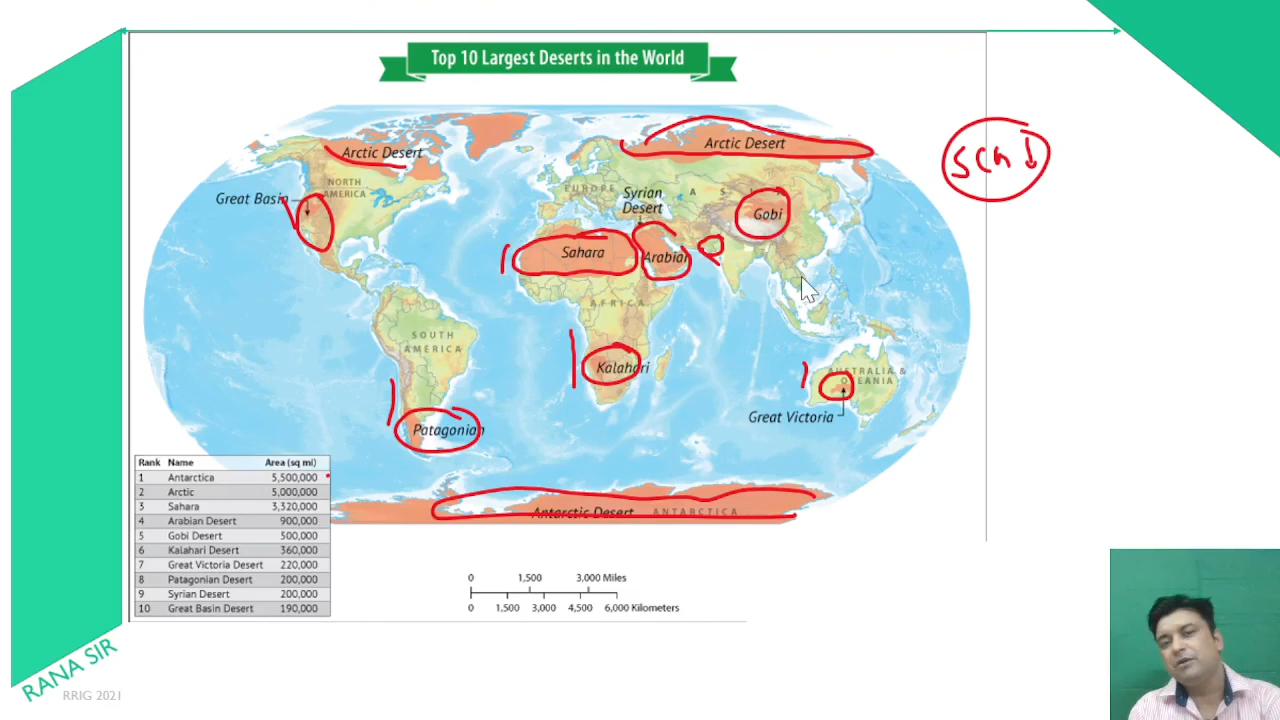 Top 10 Largest Deserts in the World
Arctic Desert
Arctic Desert
NORTH AMERICA
Great Basin
EUROPE
ASIA
Syrian
Desert
Gobi
Sahara
Arabian
AFRICA
SOUTH
AMERICA
Kalahari
AUSTRALIA &
OCEANIA
Great Victoria
Patagonian
Antarctic Desert
ANTARCTICA
Rank Name Area (sq mi)
1 Antarctica 5,500,000
2 Arctic 5,000,000
3 Sahara 3,320,000
4 Arabian Desert 900,000
5 Gobi Desert 500,000
6 Kalahari Desert 360,000
7 Great Victoria Desert 220,000
8 Patagonian Desert 200,000
9 Syrian Desert 200,000
10 Great Basin Desert 190,000
0 1,500 3,000 Miles
0 1,500 3,000 4,500 6,000 Kilometers
RANA SIR
RRIG 2021